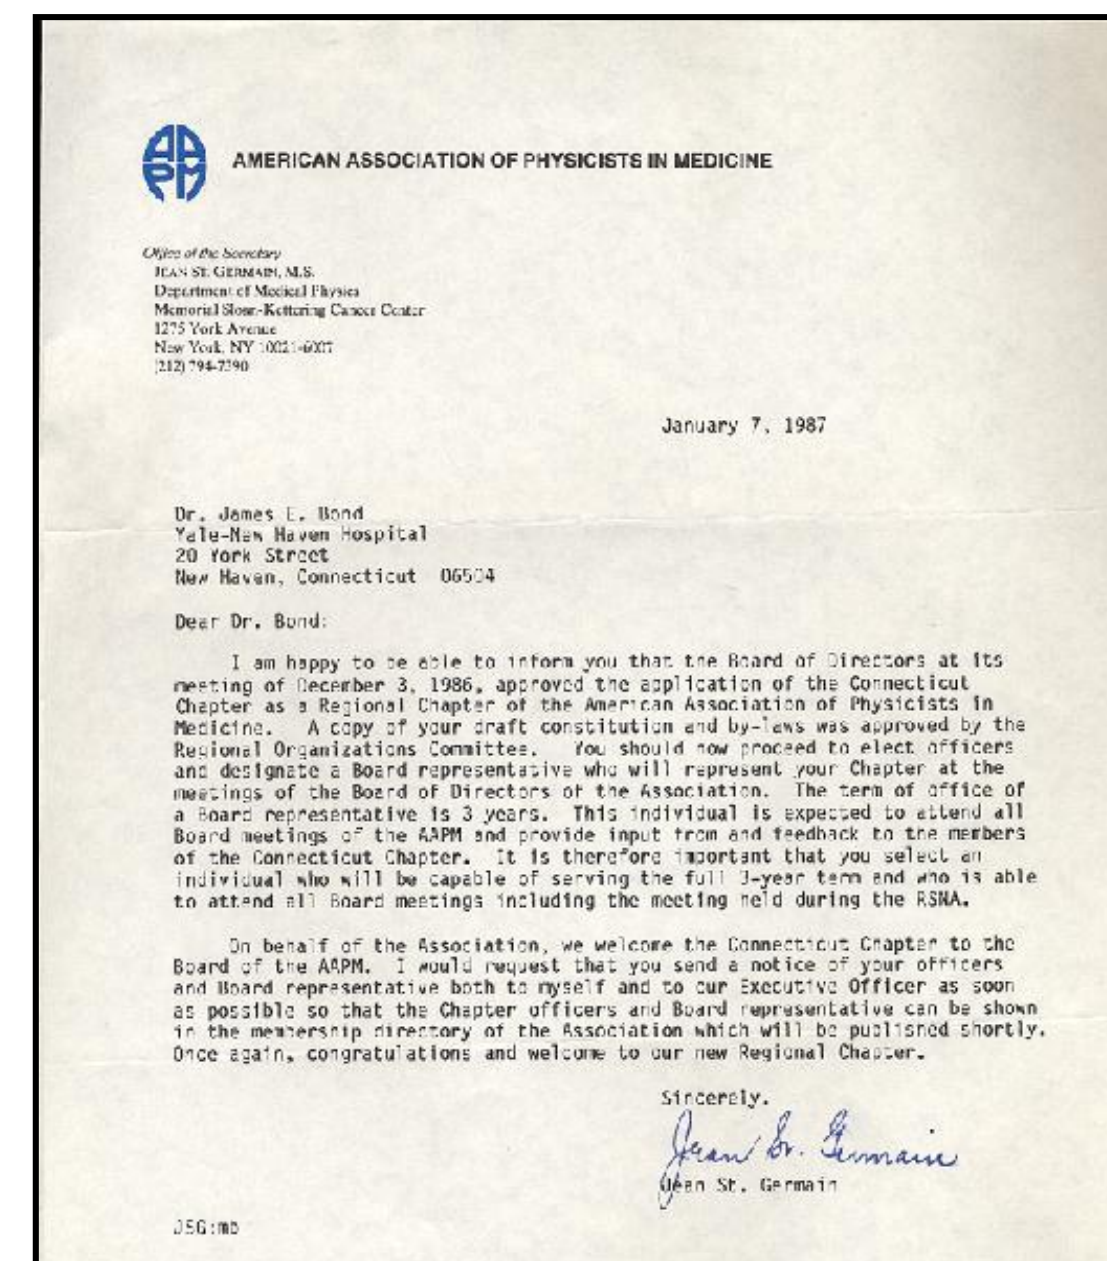 AAPM
AMERICAN ASSOCIATION OF PHYSICISTS IN MEDICINE
Office of the Secretary
JEAN ST. GERMAIN, M.S.
Department of Medical Physics
Memorial Sloan-Kettering Cancer Center
1275 York Avenue
New York, NY 10021-6007
(212) 794-7390
January 7, 1987
Dr. James E. Bond
Yale-New Haven Hospital
20 York Street
New Haven, Connecticut 06504
Dear Dr. Bond:
I am happy to be able to inform you that the Board of Directors at its
meeting of December 3, 1986, approved the application of the Connecticut
Chapter as a Regional Chapter of the American Association of Physicists in
Medicine. A copy of your draft constitution and by-laws was approved by the
Regional Organizations Committee. You should now proceed to elect officers
and designate a Board representative who will represent your Chapter at the
meetings of the Board of Directors of the Association. The term of office of
a Board representative is 3 years. This individual is expected to attend all
Board meetings of the AAPM and provide input from and feedback to the members
of the Connecticut Chapter. It is therefore important that you select an
individual who will be capable of serving the full 3-year term and who is able
to attend all Board meetings including the meeting held during the RSNA.
On behalf of the Association, we welcome the Connecticut Chapter to the
Board of the AAPM. I would request that you send a notice of your officers
and Board representative both to myself and to our Executive Officer as soon
as possible so that the Chapter officers and Board representative can be shown
in the membership directory of the Association which will be published shortly.
Once again, congratulations and welcome to our new Regional Chapter.
Sincerely,
Jean St. Germain
Jean St. Germain
JSG:mb